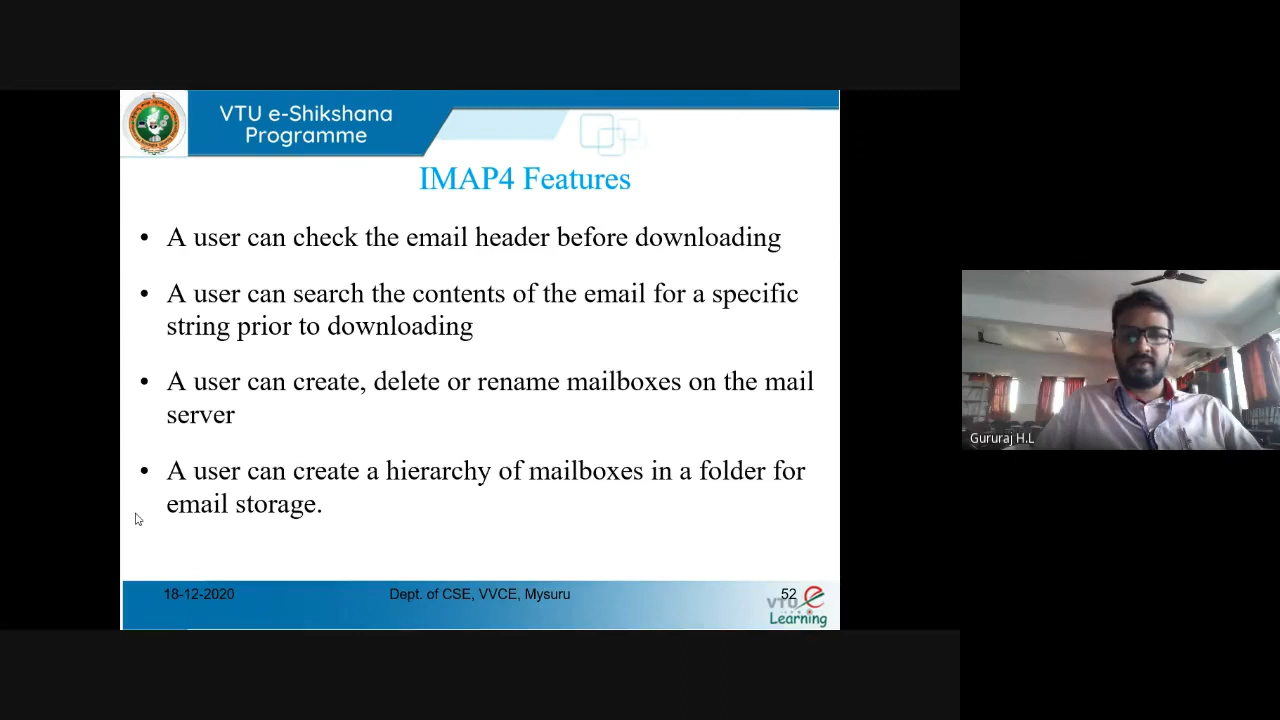 VTU e-Shikshana
Programme
IMAP4 Features
• A user can check the email header before downloading
• A user can search the contents of the email for a specific
string prior to downloading
• A user can create, delete or rename mailboxes on the mail
server
• A user can create a hierarchy of mailboxes in a folder for
email storage.
18-12-2020
Dept. of CSE, VVCE, Mysuru
52
VTU e
Learning
Gururaj H.L